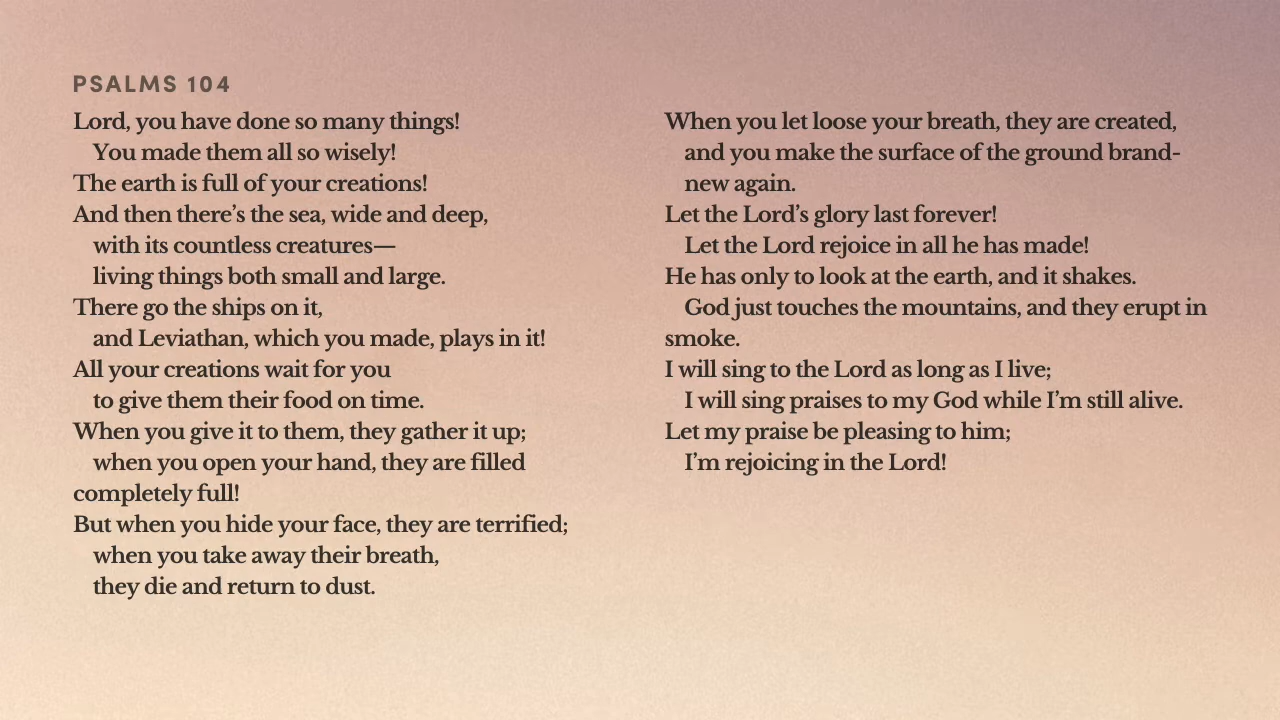 PSALMS 104
Lord, you have done so many things!
You made them all so wisely!
The earth is full of your creations!
And then there’s the sea, wide and deep,
with its countless creatures—
living things both small and large.
There go the ships on it,
and Leviathan, which you made, plays in it!
All your creations wait for you
to give them their food on time.
When you give it to them, they gather it up;
when you open your hand, they are filled
completely full!
But when you hide your face, they are terrified;
when you take away their breath,
they die and return to dust.
When you let loose your breath, they are created,
and you make the surface of the ground brand-
new again.
Let the Lord’s glory last forever!
Let the Lord rejoice in all he has made!
He has only to look at the earth, and it shakes.
God just touches the mountains, and they erupt in
smoke.
I will sing to the Lord as long as I live;
I will sing praises to my God while I’m still alive.
Let my praise be pleasing to him;
I’m rejoicing in the Lord!